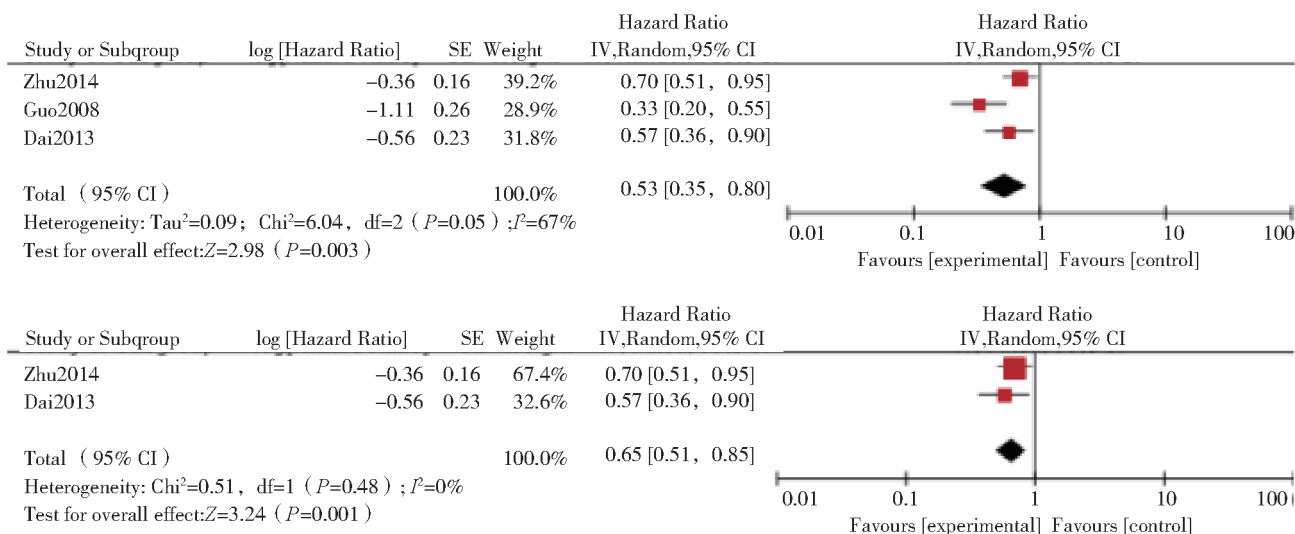 Hazard Ratio Hazard Ratio
Study or Subqroup log [Hazard Ratio] SE Weight IV,Random,95% CI IV,Random,95% CI
Zhu2014 −0.36 0.16 39.2% 0.70 [0.51, 0.95]
Guo2008 −1.11 0.26 28.9% 0.33 [0.20, 0.55]
Dai2013 −0.56 0.23 31.8% 0.57 [0.36, 0.90]
Total （95% CI） 100.0% 0.53 [0.35, 0.80]
Heterogeneity: Tau²=0.09； Chi²=6.04, df=2（P=0.05）;I²=67%
Test for overall effect:Z=2.98（P=0.003）
0.01 0.1 1 10 100
Favours [experimental] Favours [control]
Hazard Ratio Hazard Ratio
Study or Subqroup log [Hazard Ratio] SE Weight IV,Random,95% CI IV,Random,95% CI
Zhu2014 −0.36 0.16 67.4% 0.70 [0.51, 0.95]
Dai2013 −0.56 0.23 32.6% 0.57 [0.36, 0.90]
Total （95% CI） 100.0% 0.65 [0.51, 0.85]
Heterogeneity: Chi²=0.51, df=1（P=0.48）; I²=0%
Test for overall effect:Z=3.24（P=0.001）
0.01 0.1 1 10 100
Favours [experimental] Favours [control]